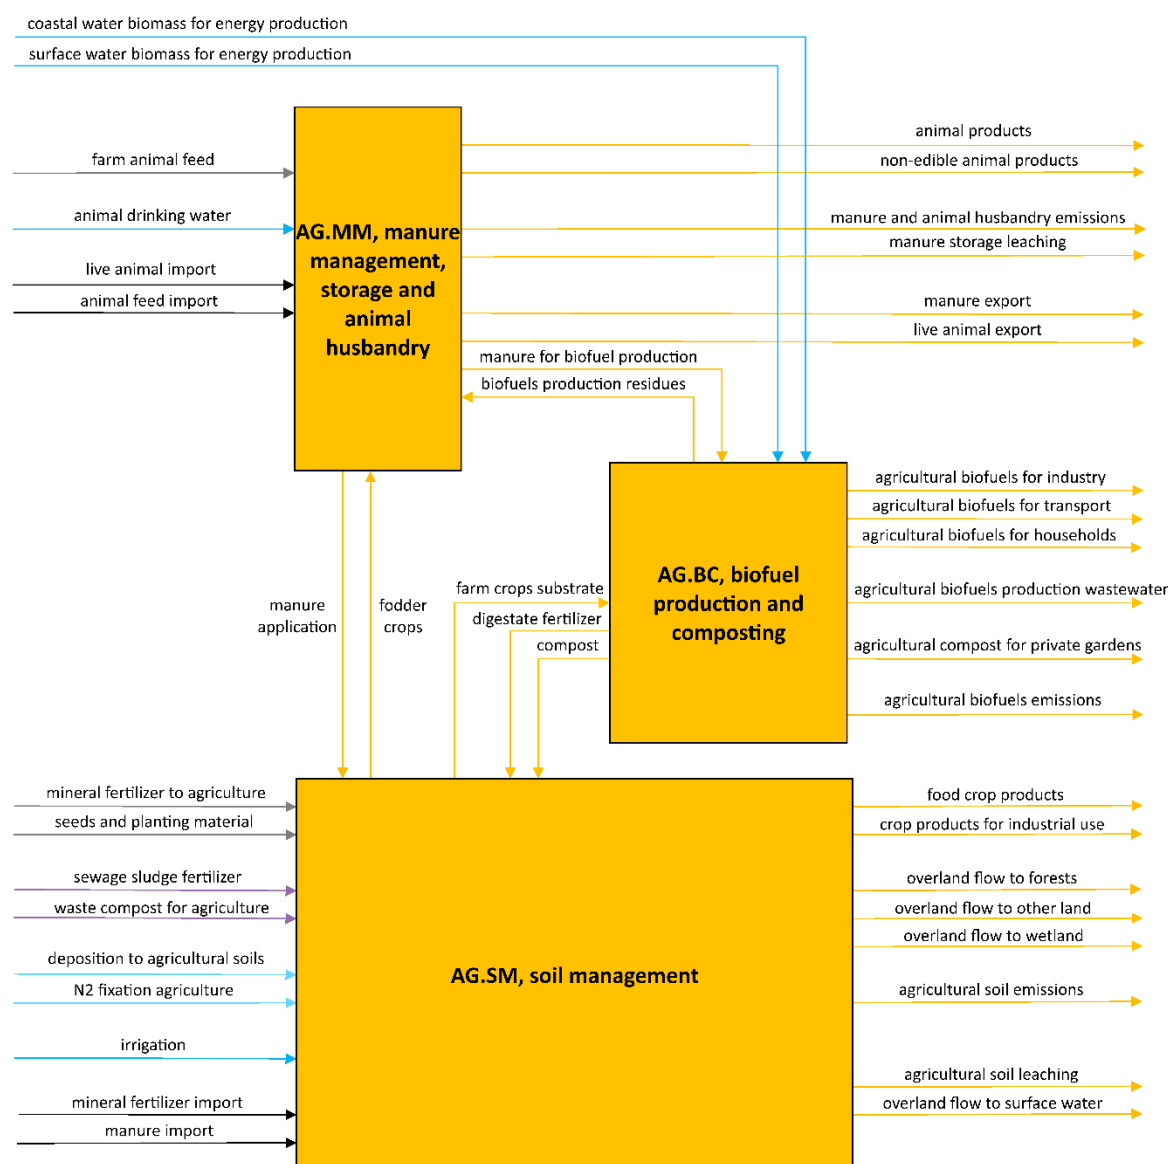 coastal water biomass for energy production
surface water biomass for energy production
farm animal feed
animal drinking water
live animal import
animal feed import
AG.MM, manure
management,
storage and
animal
husbandry
animal products
non-edible animal products
manure and animal husbandry emissions
manure storage leaching
manure export
live animal export
manure for biofuel production
biofuels production residues
manure
application
fodder
crops
farm crops substrate
digestate fertilizer
compost
AG.BC, biofuel
production and
composting
agricultural biofuels for industry
agricultural biofuels for transport
agricultural biofuels for households
agricultural biofuels production wastewater
agricultural compost for private gardens
agricultural biofuels emissions
mineral fertilizer to agriculture
seeds and planting material
sewage sludge fertilizer
waste compost for agriculture
deposition to agricultural soils
N2 fixation agriculture
irrigation
mineral fertilizer import
manure import
AG.SM, soil management
food crop products
crop products for industrial use
overland flow to forests
overland flow to other land
overland flow to wetland
agricultural soil emissions
agricultural soil leaching
overland flow to surface water